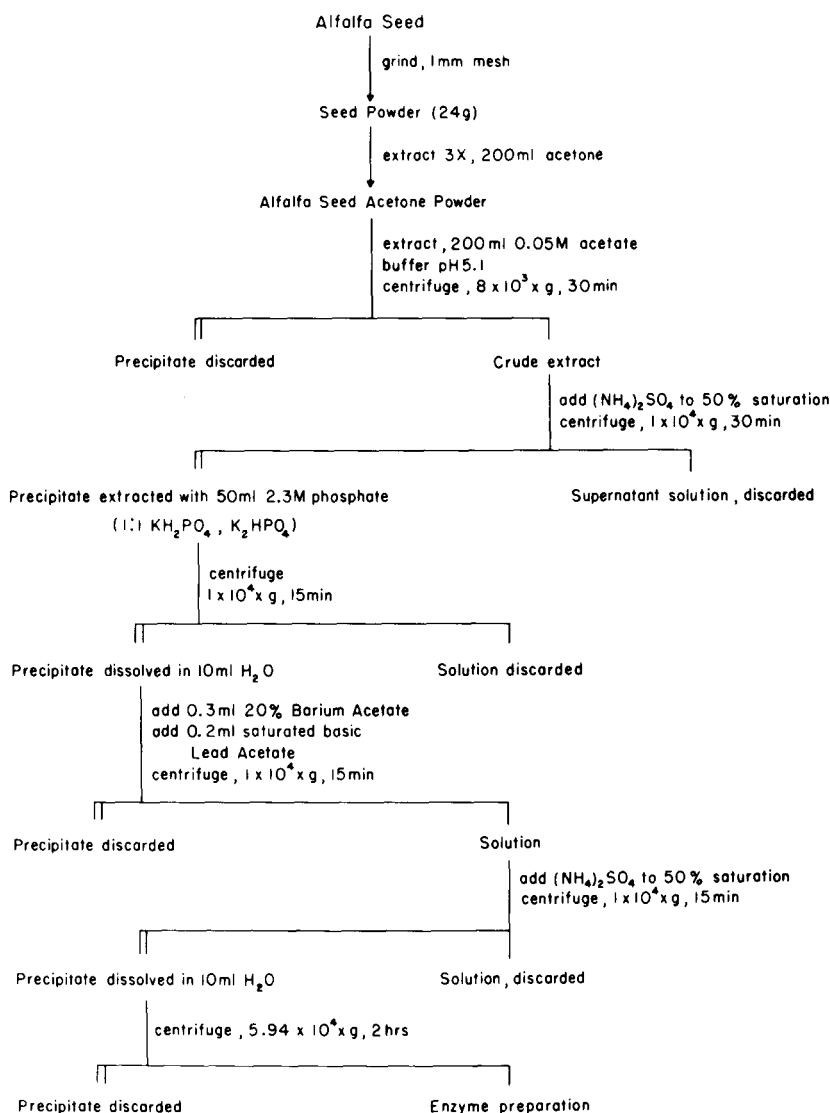 Alfalfa Seed
grind, 1mm mesh
Seed Powder (24g)
extract 3X, 200ml acetone
Alfalfa Seed Acetone Powder
extract, 200ml 0.05M acetate
buffer pH5.1
centrifuge, 8 x 10³ x g, 30min
Precipitate discarded
Crude extract
add (NH₄)₂SO₄ to 50% saturation
centrifuge, 1 x 10⁴ x g, 30min
Precipitate extracted with 50ml 2.3M phosphate
(1:1 KH₂PO₄, K₂HPO₄)
Supernatant solution, discarded
centrifuge
1 x 10⁴ x g, 15min
Precipitate dissolved in 10ml H₂O
Solution discarded
add 0.3ml 20% Barium Acetate
add 0.2ml saturated basic
Lead Acetate
centrifuge, 1 x 10⁴ x g, 15min
Precipitate discarded
Solution
add (NH₄)₂SO₄ to 50% saturation
centrifuge, 1 x 10⁴ x g, 15min
Precipitate dissolved in 10ml H₂O
Solution, discarded
centrifuge, 5.94 x 10⁴ x g, 2hrs
Precipitate discarded
Enzyme preparation